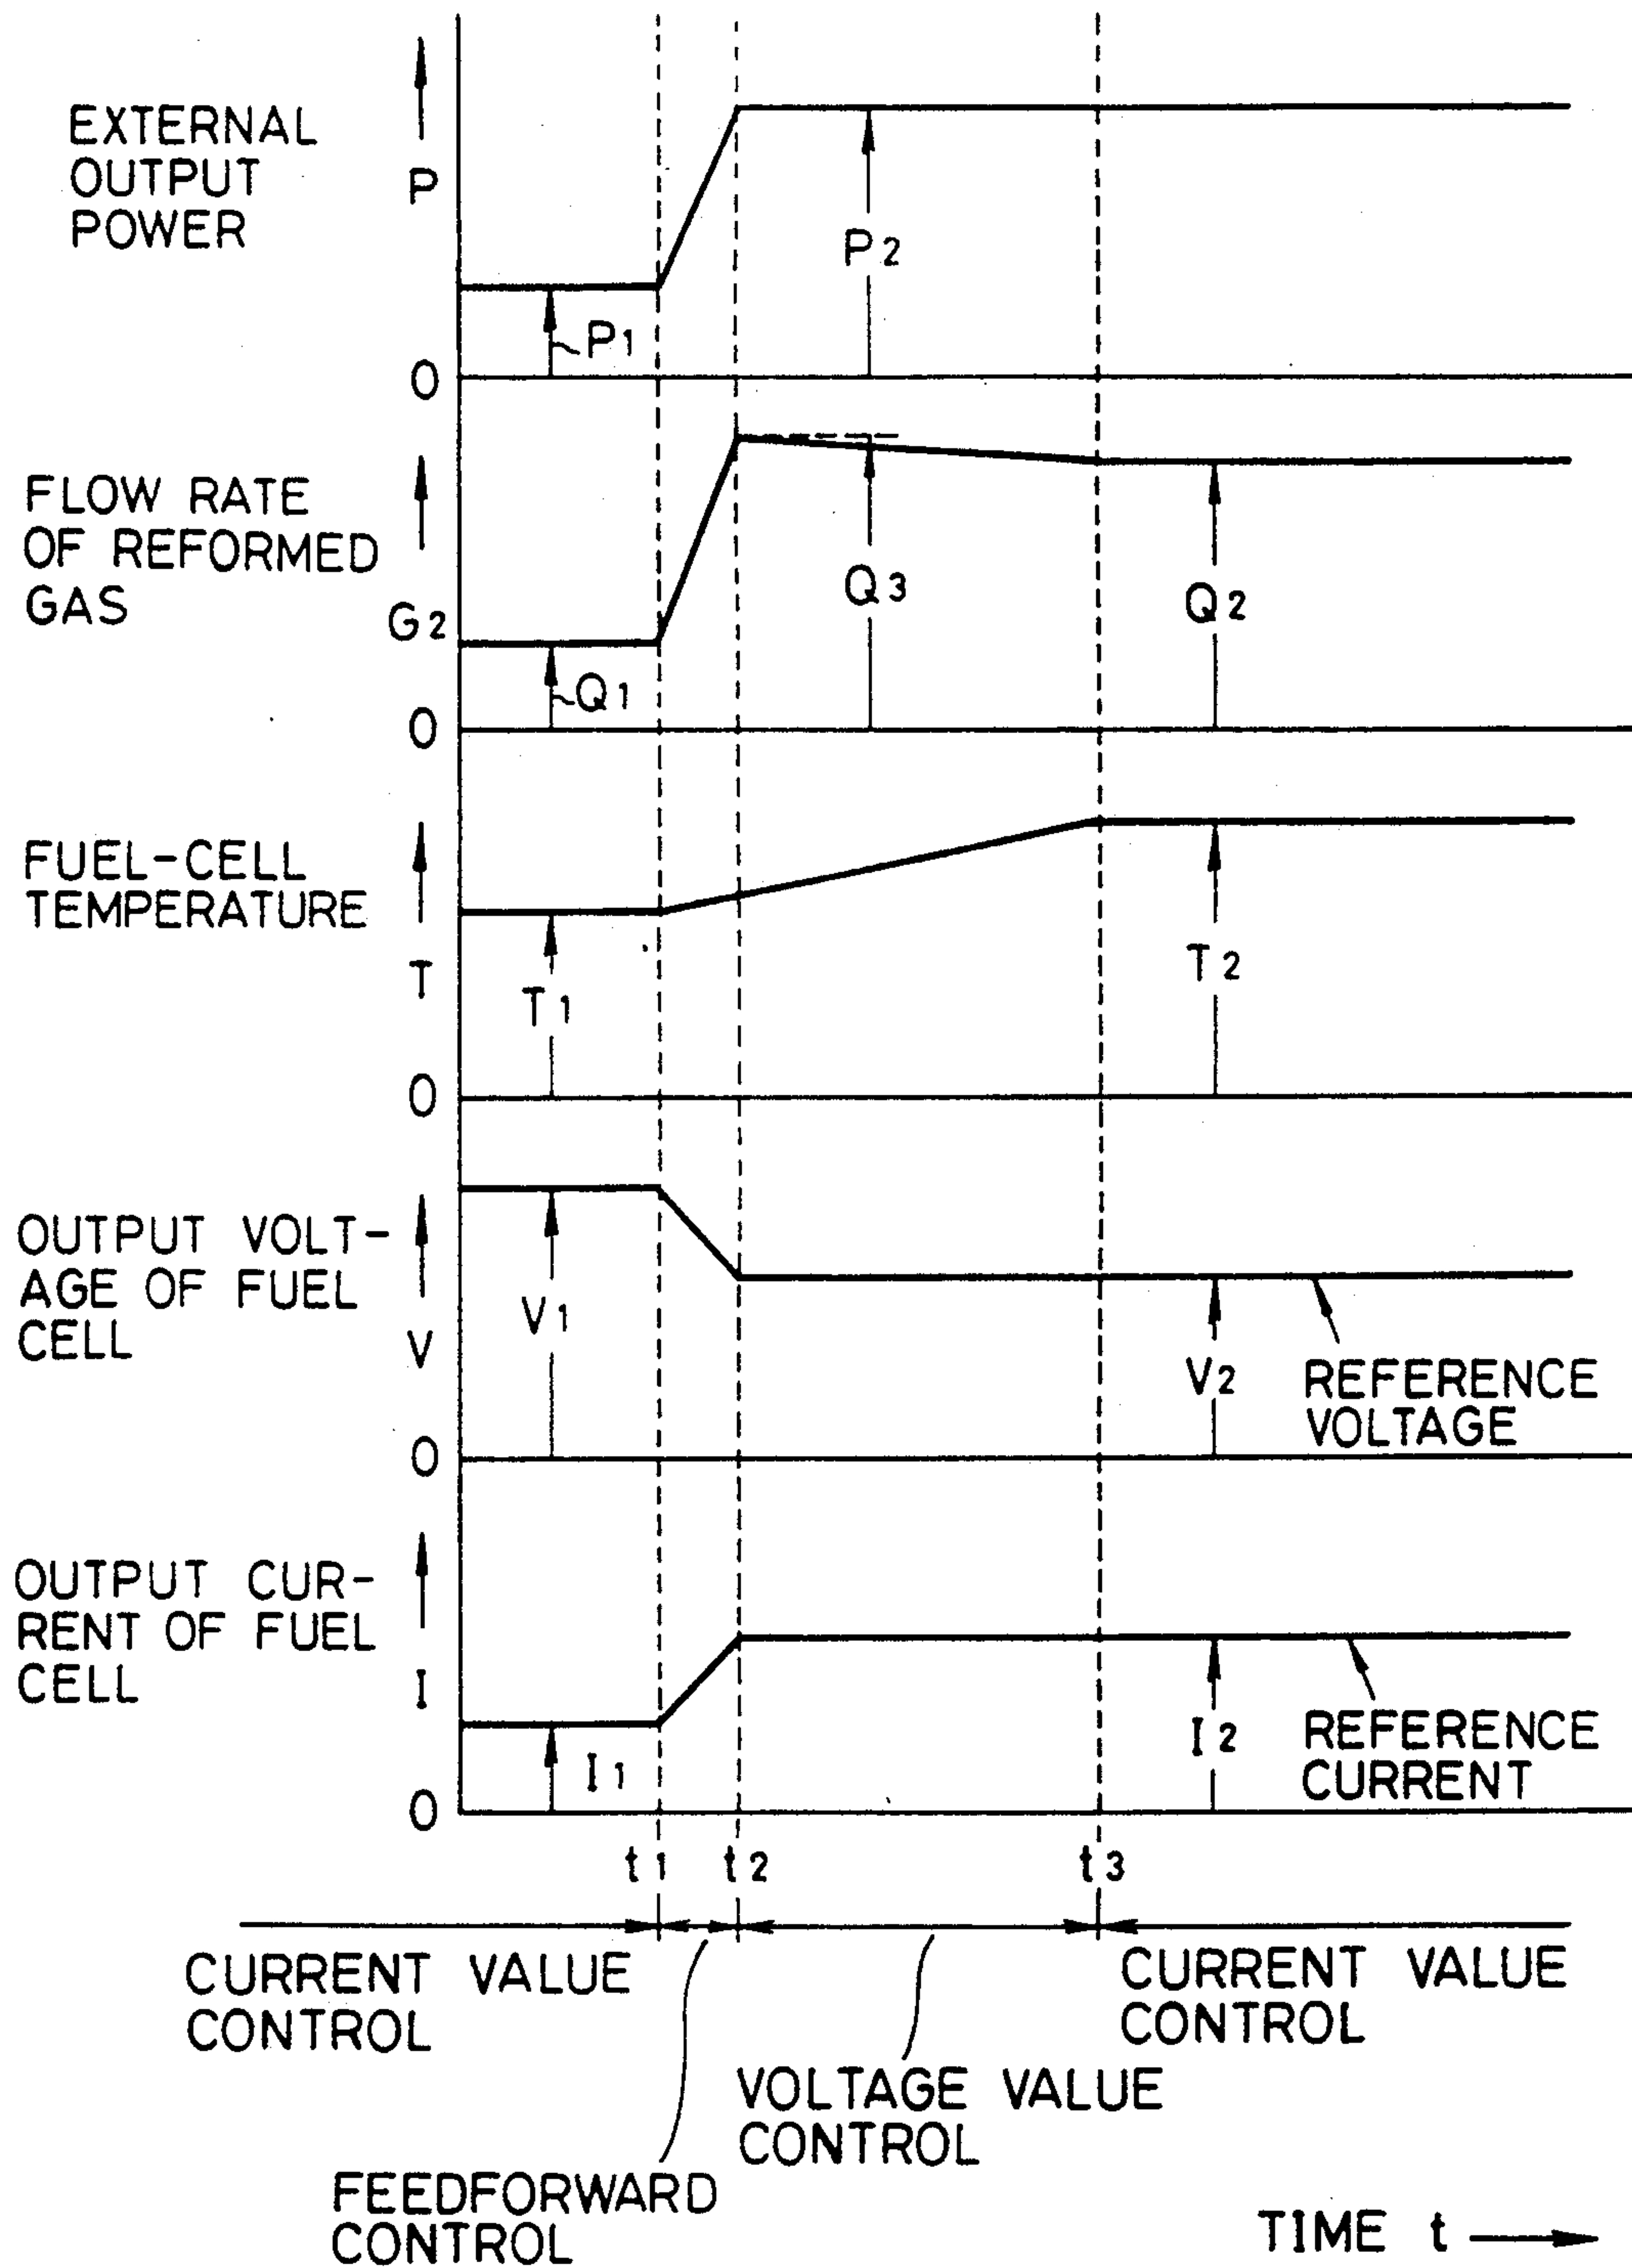 EXTERNAL
OUTPUT
POWER
P
P1
P2
0
FLOW RATE
OF REFORMED
GAS
G2
Q1
Q3
Q2
0
FUEL-CELL
TEMPERATURE
T
T1
T2
0
OUTPUT VOLT-
AGE OF FUEL
CELL
V
V1
V2
REFERENCE
VOLTAGE
0
OUTPUT CUR-
RENT OF FUEL
CELL
I
I1
I2
REFERENCE
CURRENT
0
t1 t2 t3
CURRENT VALUE
CONTROL
CURRENT VALUE
CONTROL
VOLTAGE VALUE
CONTROL
FEEDFORWARD
CONTROL
TIME t